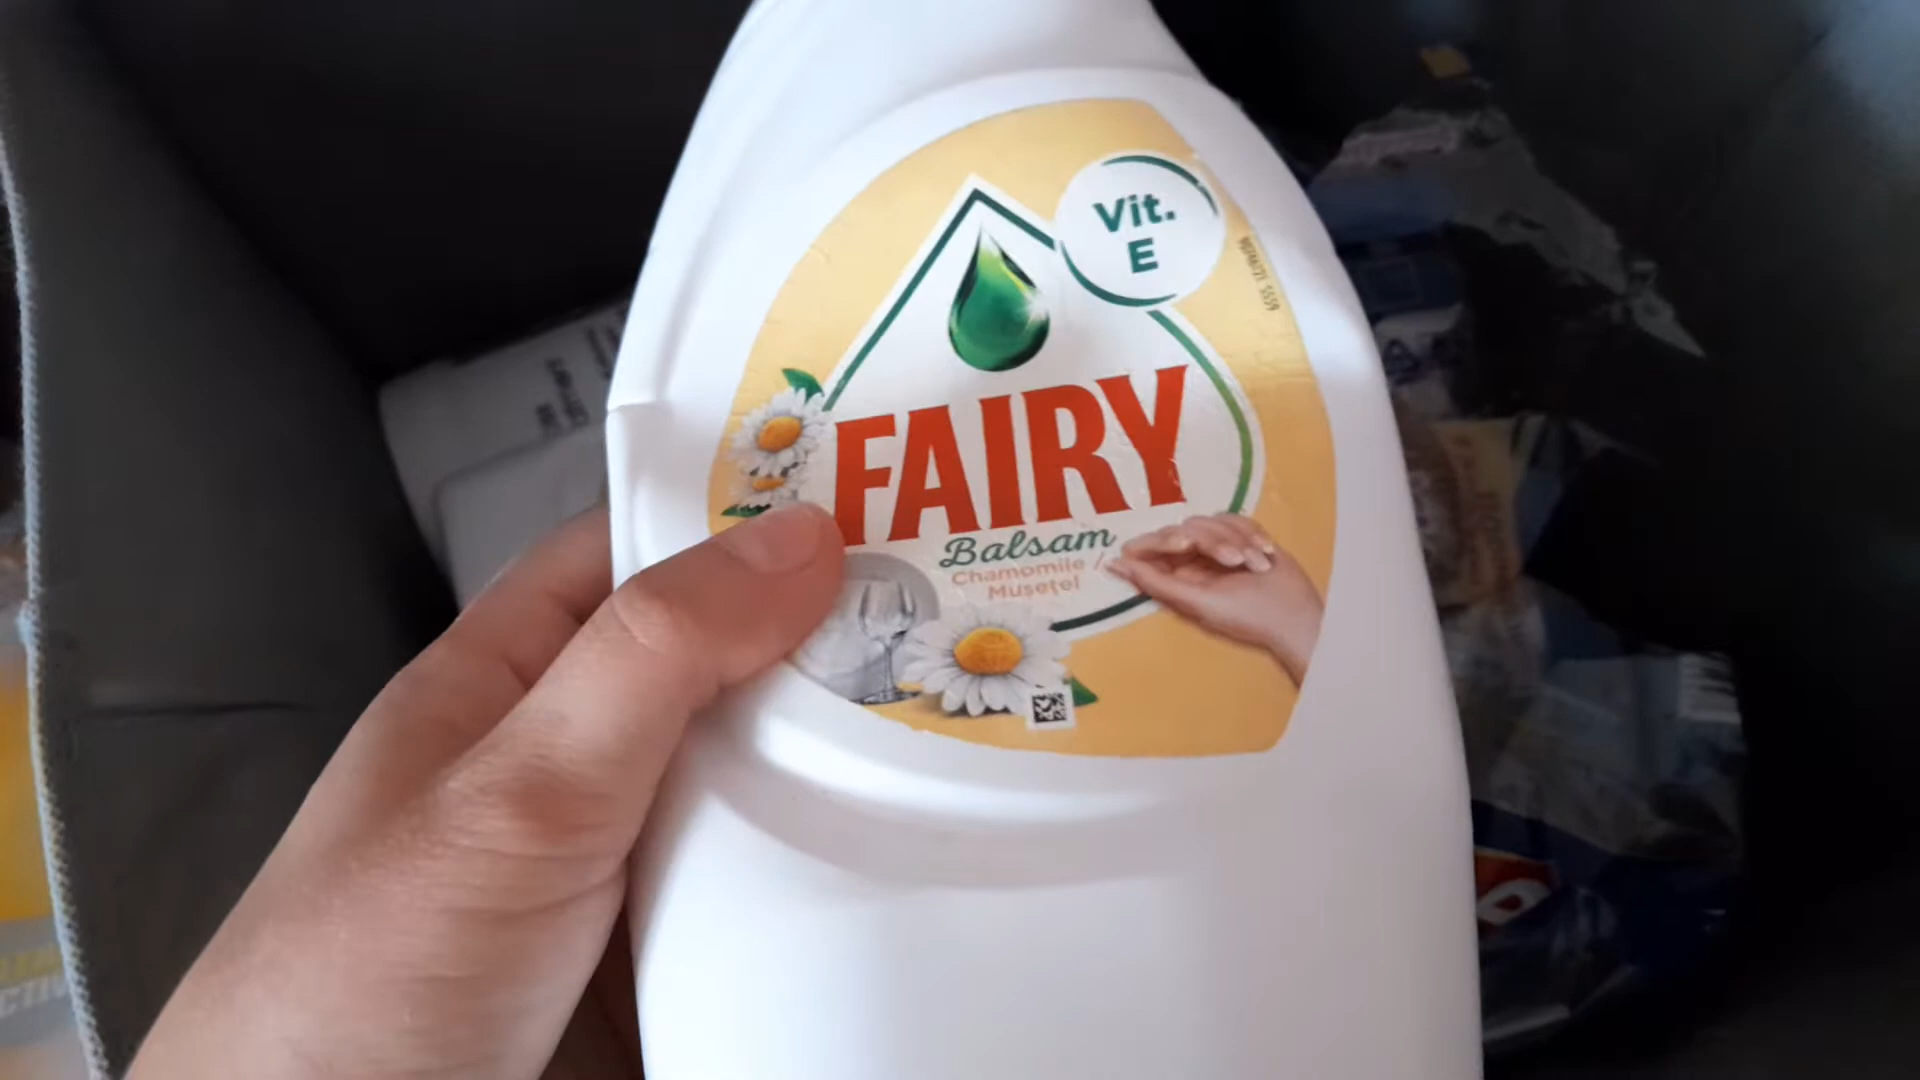 Vit.
E
FAIRY
Balsam
Chamomile /
Mușețel